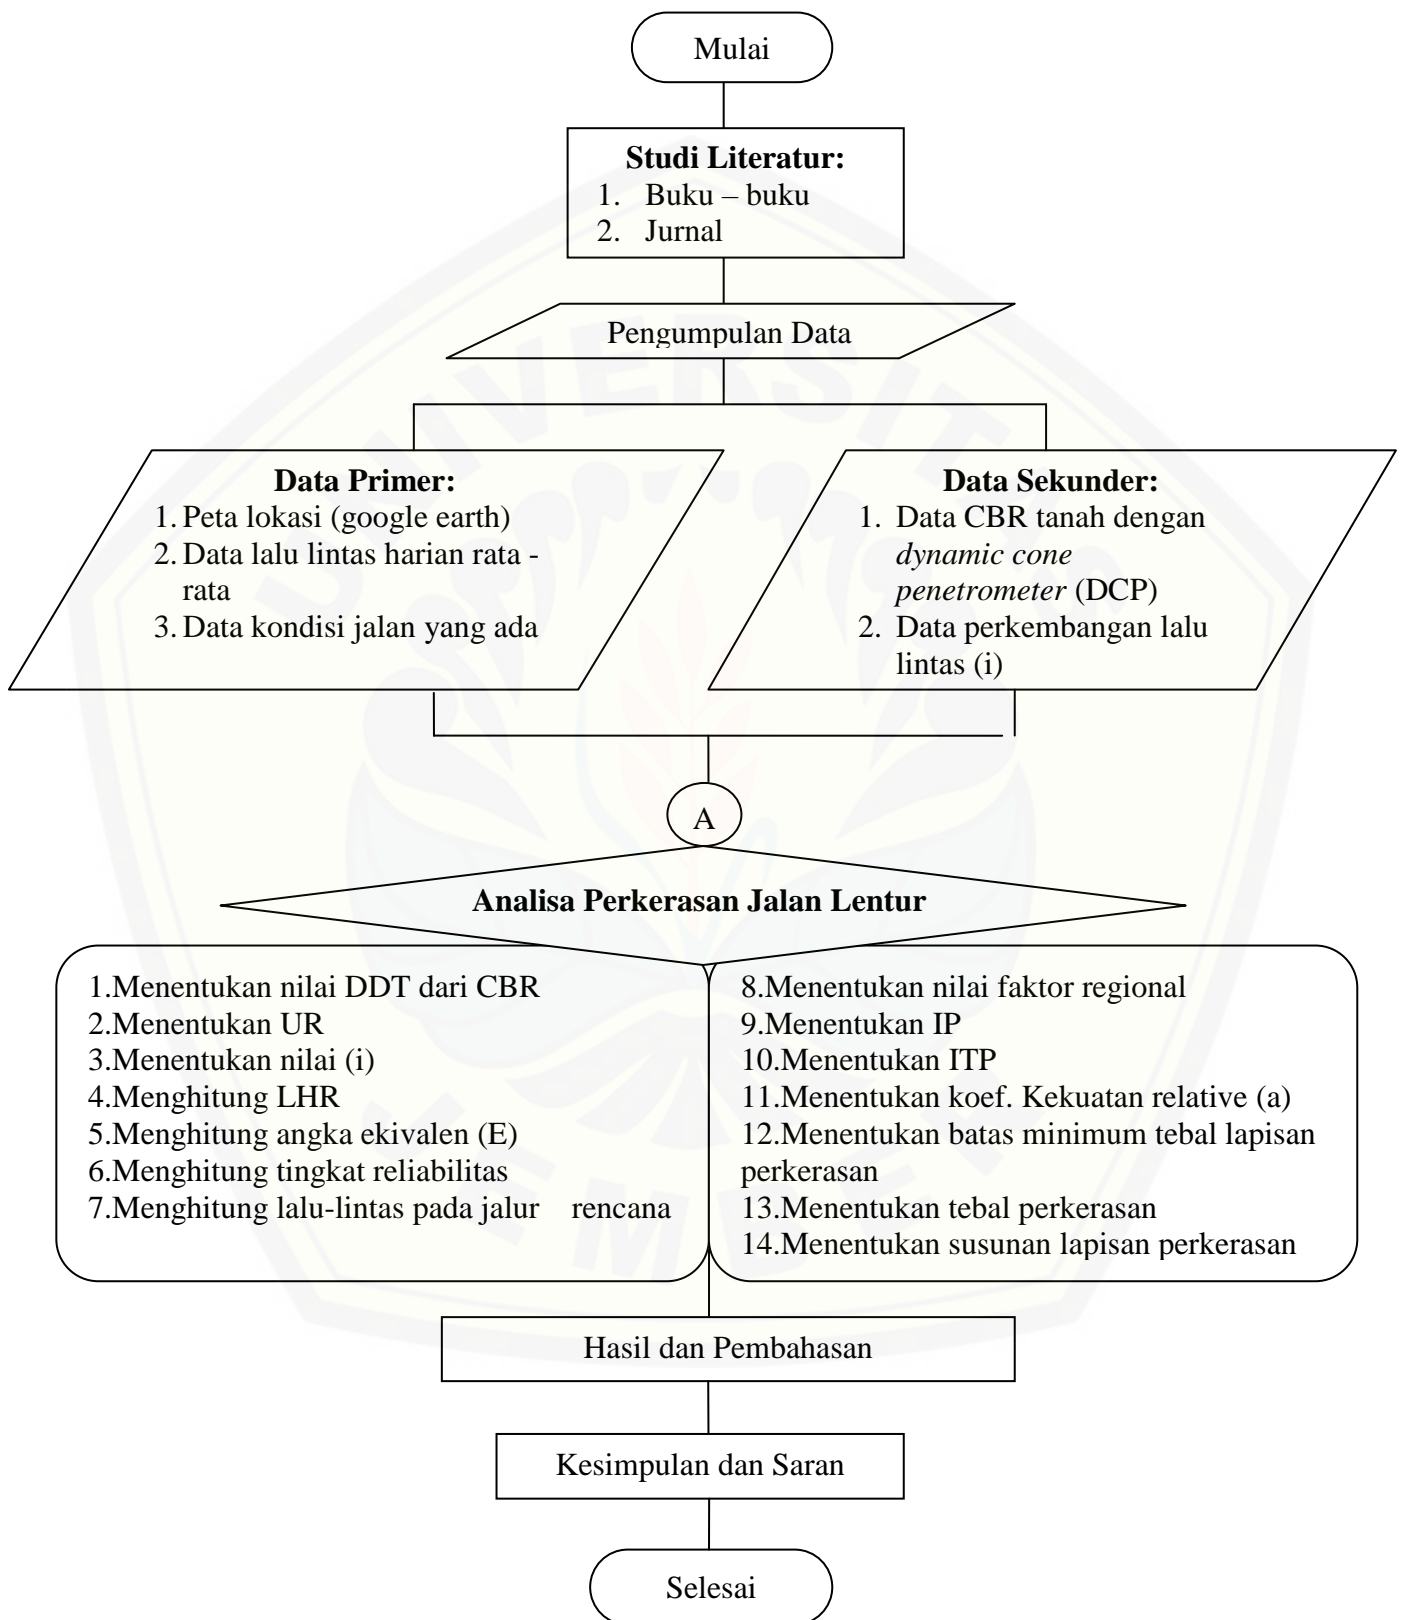 Mulai
Studi Literatur:
1. Buku – buku
2. Jurnal
Pengumpulan Data
Data Primer:
1. Peta lokasi (google earth)
2. Data lalu lintas harian rata -
rata
3. Data kondisi jalan yang ada
Data Sekunder:
1. Data CBR tanah dengan
dynamic cone
penetrometer (DCP)
2. Data perkembangan lalu
lintas (i)
A
Analisa Perkerasan Jalan Lentur
1.Menentukan nilai DDT dari CBR
2.Menentukan UR
3.Menentukan nilai (i)
4.Menghitung LHR
5.Menghitung angka ekivalen (E)
6.Menghitung tingkat reliabilitas
7.Menghitung lalu-lintas pada jalur rencana
8.Menentukan nilai faktor regional
9.Menentukan IP
10.Menentukan ITP
11.Menentukan koef. Kekuatan relative (a)
12.Menentukan batas minimum tebal lapisan
perkerasan
13.Menentukan tebal perkerasan
14.Menentukan susunan lapisan perkerasan
Hasil dan Pembahasan
Kesimpulan dan Saran
Selesai
UNIVERSITAS
JEMBER